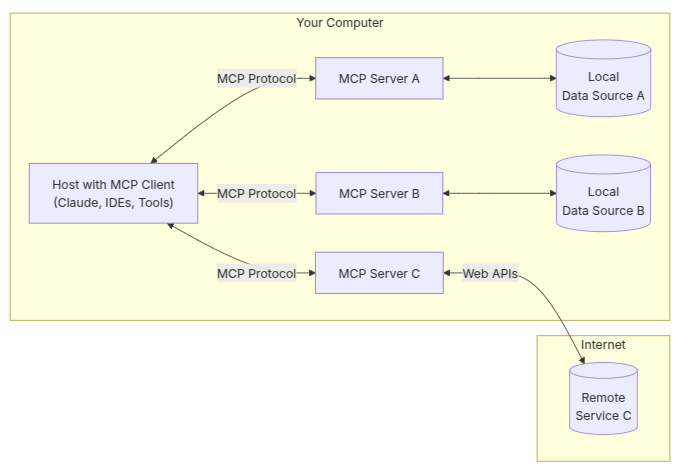 Your Computer
MCP Protocol
MCP Server A
Local
Data Source A
Host with MCP Client
(Claude, IDEs, Tools)
MCP Protocol
MCP Server B
Local
Data Source B
MCP Protocol
MCP Server C
Web APIs
Internet
Remote
Service C